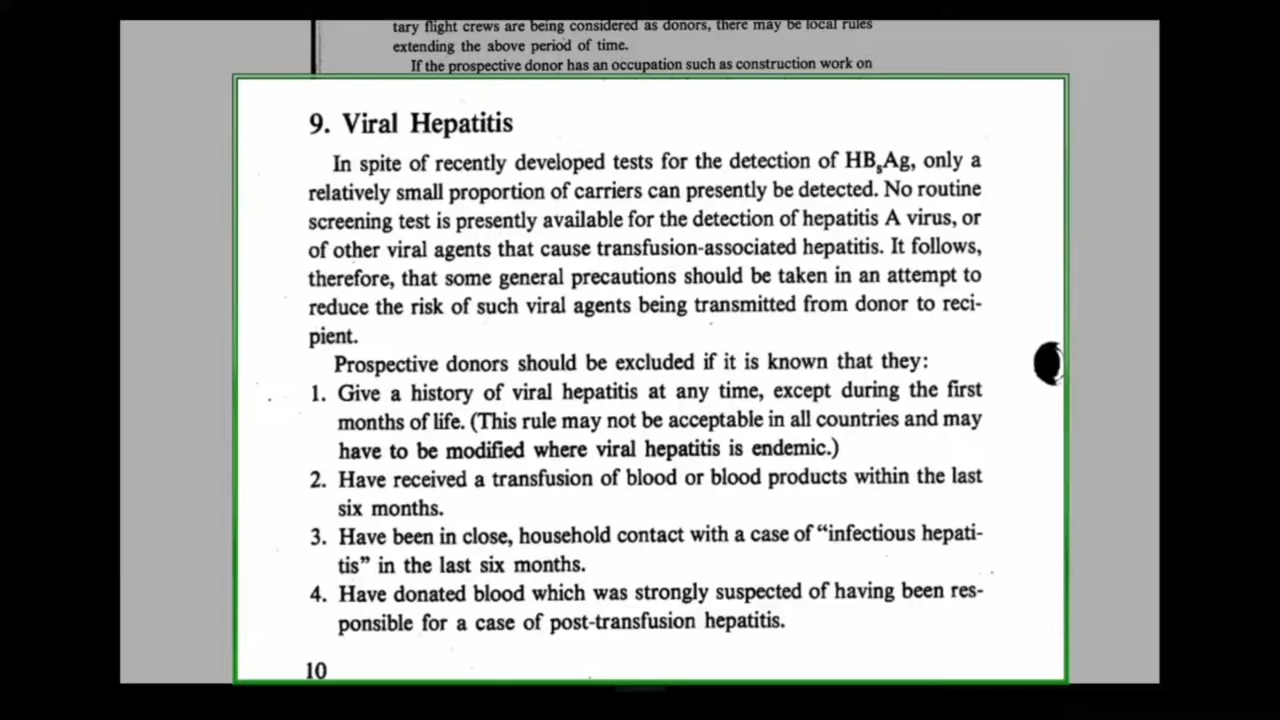 tary flight crews are being considered as donors, there may be local rules
extending the above period of time.
If the prospective donor has an occupation such as construction work on
9. Viral Hepatitis
In spite of recently developed tests for the detection of HBsAg, only a
relatively small proportion of carriers can presently be detected. No routine
screening test is presently available for the detection of hepatitis A virus, or
of other viral agents that cause transfusion-associated hepatitis. It follows,
therefore, that some general precautions should be taken in an attempt to
reduce the risk of such viral agents being transmitted from donor to reci-
pient.
Prospective donors should be excluded if it is known that they:
1. Give a history of viral hepatitis at any time, except during the first
months of life. (This rule may not be acceptable in all countries and may
have to be modified where viral hepatitis is endemic.)
2. Have received a transfusion of blood or blood products within the last
six months.
3. Have been in close, household contact with a case of “infectious hepati-
tis” in the last six months.
4. Have donated blood which was strongly suspected of having been res-
ponsible for a case of post-transfusion hepatitis.
10